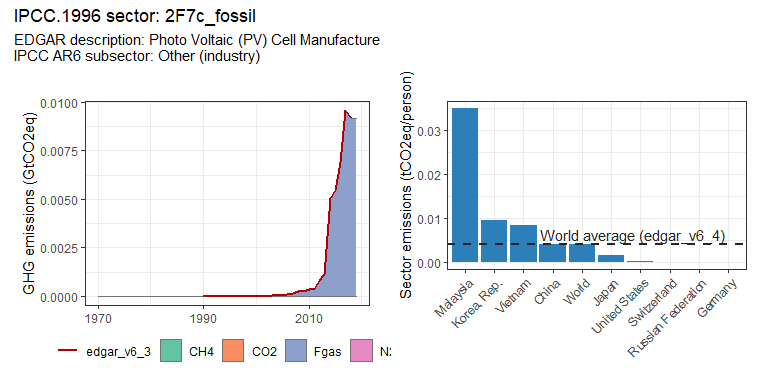 IPCC.1996 sector: 2F7c_fossil
EDGAR description: Photo Voltaic (PV) Cell Manufacture
IPCC AR6 subsector: Other (industry)
GHG emissions (GtCO2eq)
0.0100
0.0075
0.0050
0.0025
0.0000
1970
1990
2010
edgar_v6_3
CH4
CO2
Fgas
N2
Sector emissions (tCO2eq/person)
0.03
0.02
0.01
0.00
World average (edgar_v6_4)
Malaysia
Korea, Rep.
Vietnam
China
World
Japan
United States
Switzerland
Russian Federation
Germany